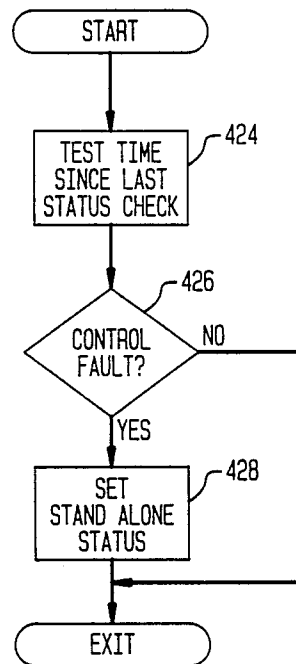 START
TEST TIME
SINCE LAST
STATUS CHECK
424
CONTROL
FAULT?
426
NO
YES
SET
STAND ALONE
STATUS
428
EXIT